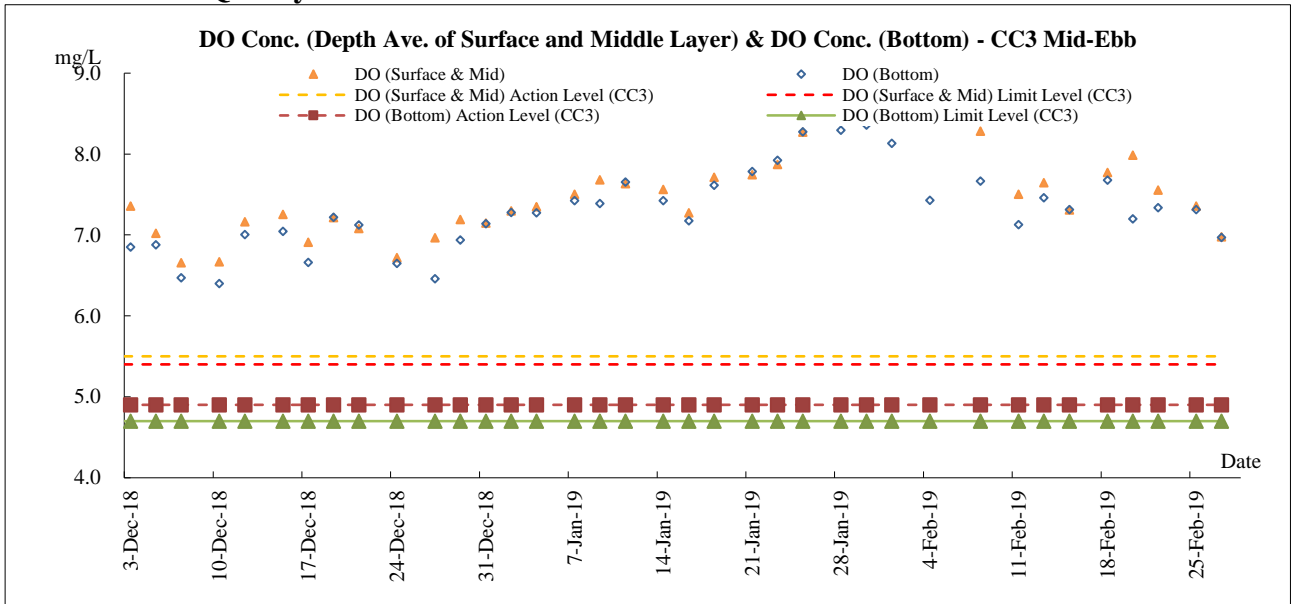 DO Conc. (Depth Ave. of Surface and Middle Layer) & DO Conc. (Bottom) - CC3 Mid-Ebb
mg/L
DO (Surface & Mid)
DO (Bottom)
DO (Surface & Mid) Action Level (CC3)
DO (Surface & Mid) Limit Level (CC3)
DO (Bottom) Action Level (CC3)
DO (Bottom) Limit Level (CC3)
9.0
8.0
7.0
6.0
5.0
4.0
Date
3-Dec-18
10-Dec-18
17-Dec-18
24-Dec-18
31-Dec-18
7-Jan-19
14-Jan-19
21-Jan-19
28-Jan-19
4-Feb-19
11-Feb-19
18-Feb-19
25-Feb-19